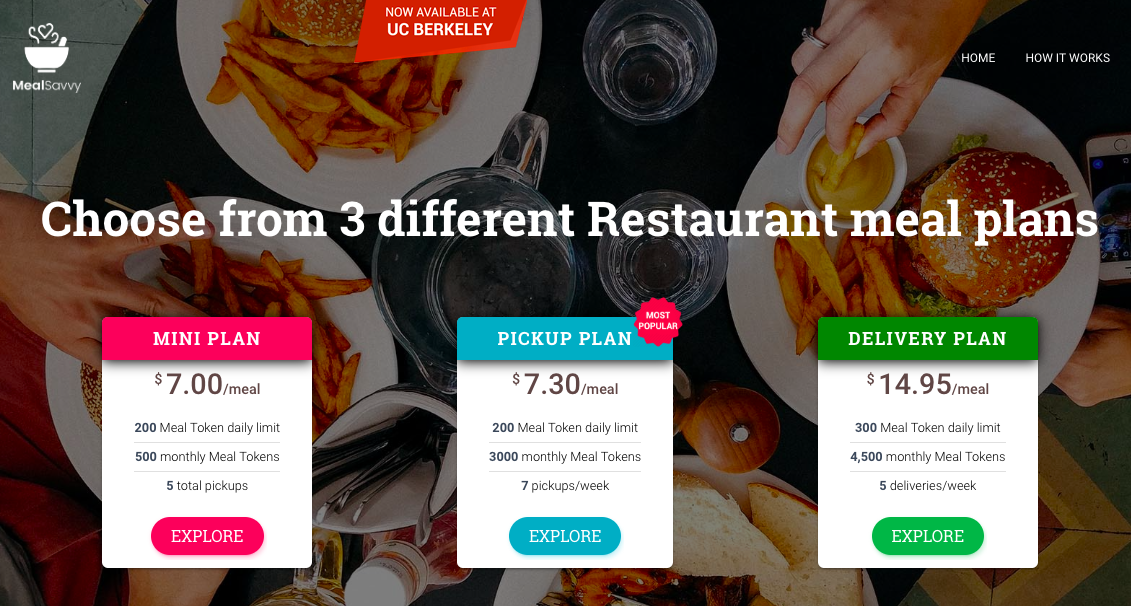 NOW AVAILABLE AT
UC BERKELEY
MealSavvy
HOME
HOW IT WORKS
Choose from 3 different Restaurant meal plans
MINI PLAN
$7.00/meal
200 Meal Token daily limit
500 monthly Meal Tokens
5 total pickups
EXPLORE
MOST
POPULAR
PICKUP PLAN
$7.30/meal
200 Meal Token daily limit
3000 monthly Meal Tokens
7 pickups/week
EXPLORE
DELIVERY PLAN
$14.95/meal
300 Meal Token daily limit
4,500 monthly Meal Tokens
5 deliveries/week
EXPLORE